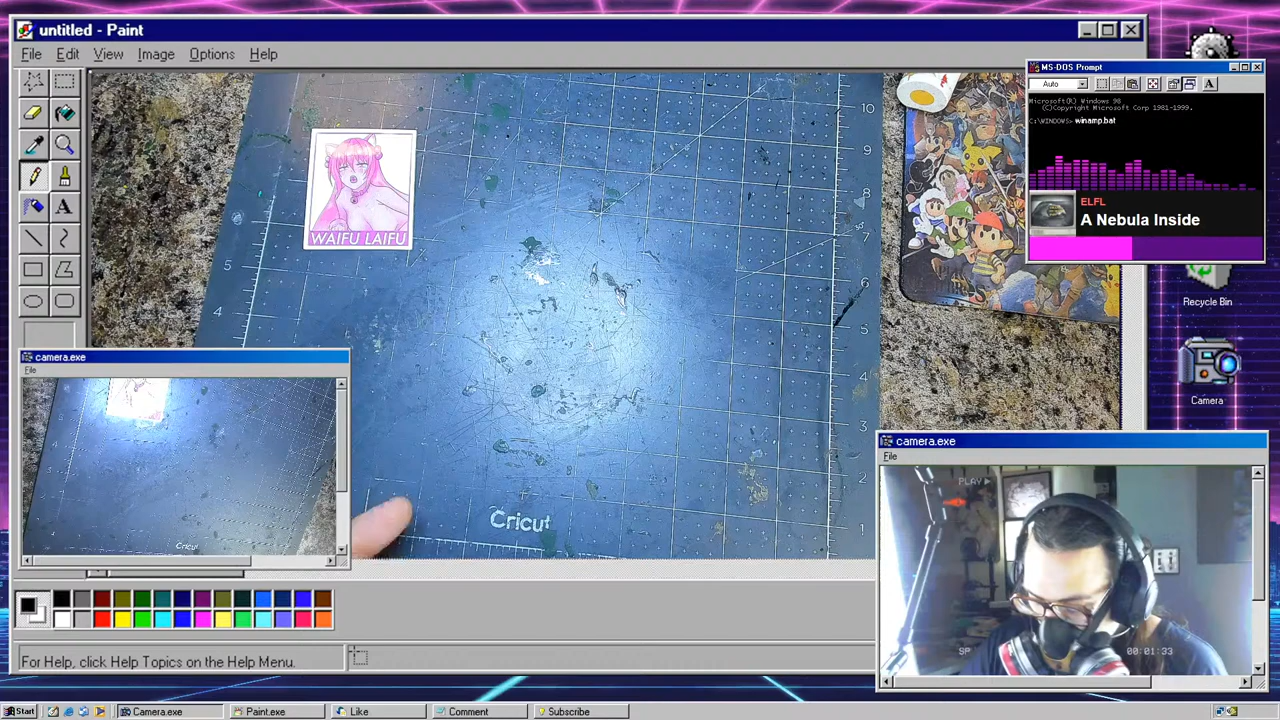 untitled - Paint
File Edit View Image Options Help
MS-DOS Prompt
Auto
Microsoft(R) Windows 98
(C)Copyright Microsoft Corp 1981-1999.
C:\WINDOWS> winamp.bat
ELFL
A Nebula Inside
WAIFU LAIFU
10
9
8
7
6
5
4
3
2
1
5
4
Cricut
Recycle Bin
Camera
camera.exe
File
Cricut
camera.exe
File
PLAY
SP
00:01:33
For Help, click Help Topics on the Help Menu.
Start
Camera.exe
Paint.exe
Like
Comment
Subscribe